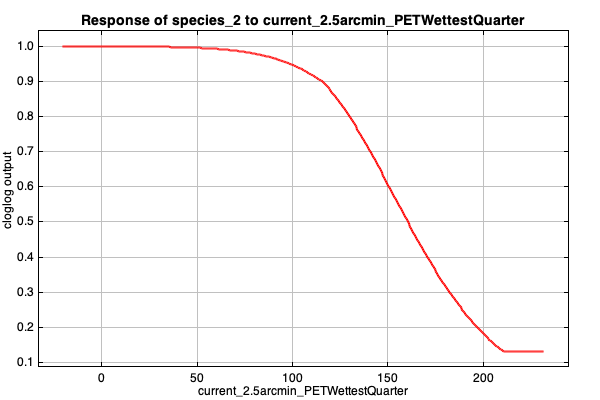 Response of species_2 to current_2.5arcmin_PETWettestQuarter
1.0
0.9
0.8
0.7
0.6
0.5
0.4
0.3
0.2
0.1
cloglog output
0 50 100 150 200
current_2.5arcmin_PETWettestQuarter